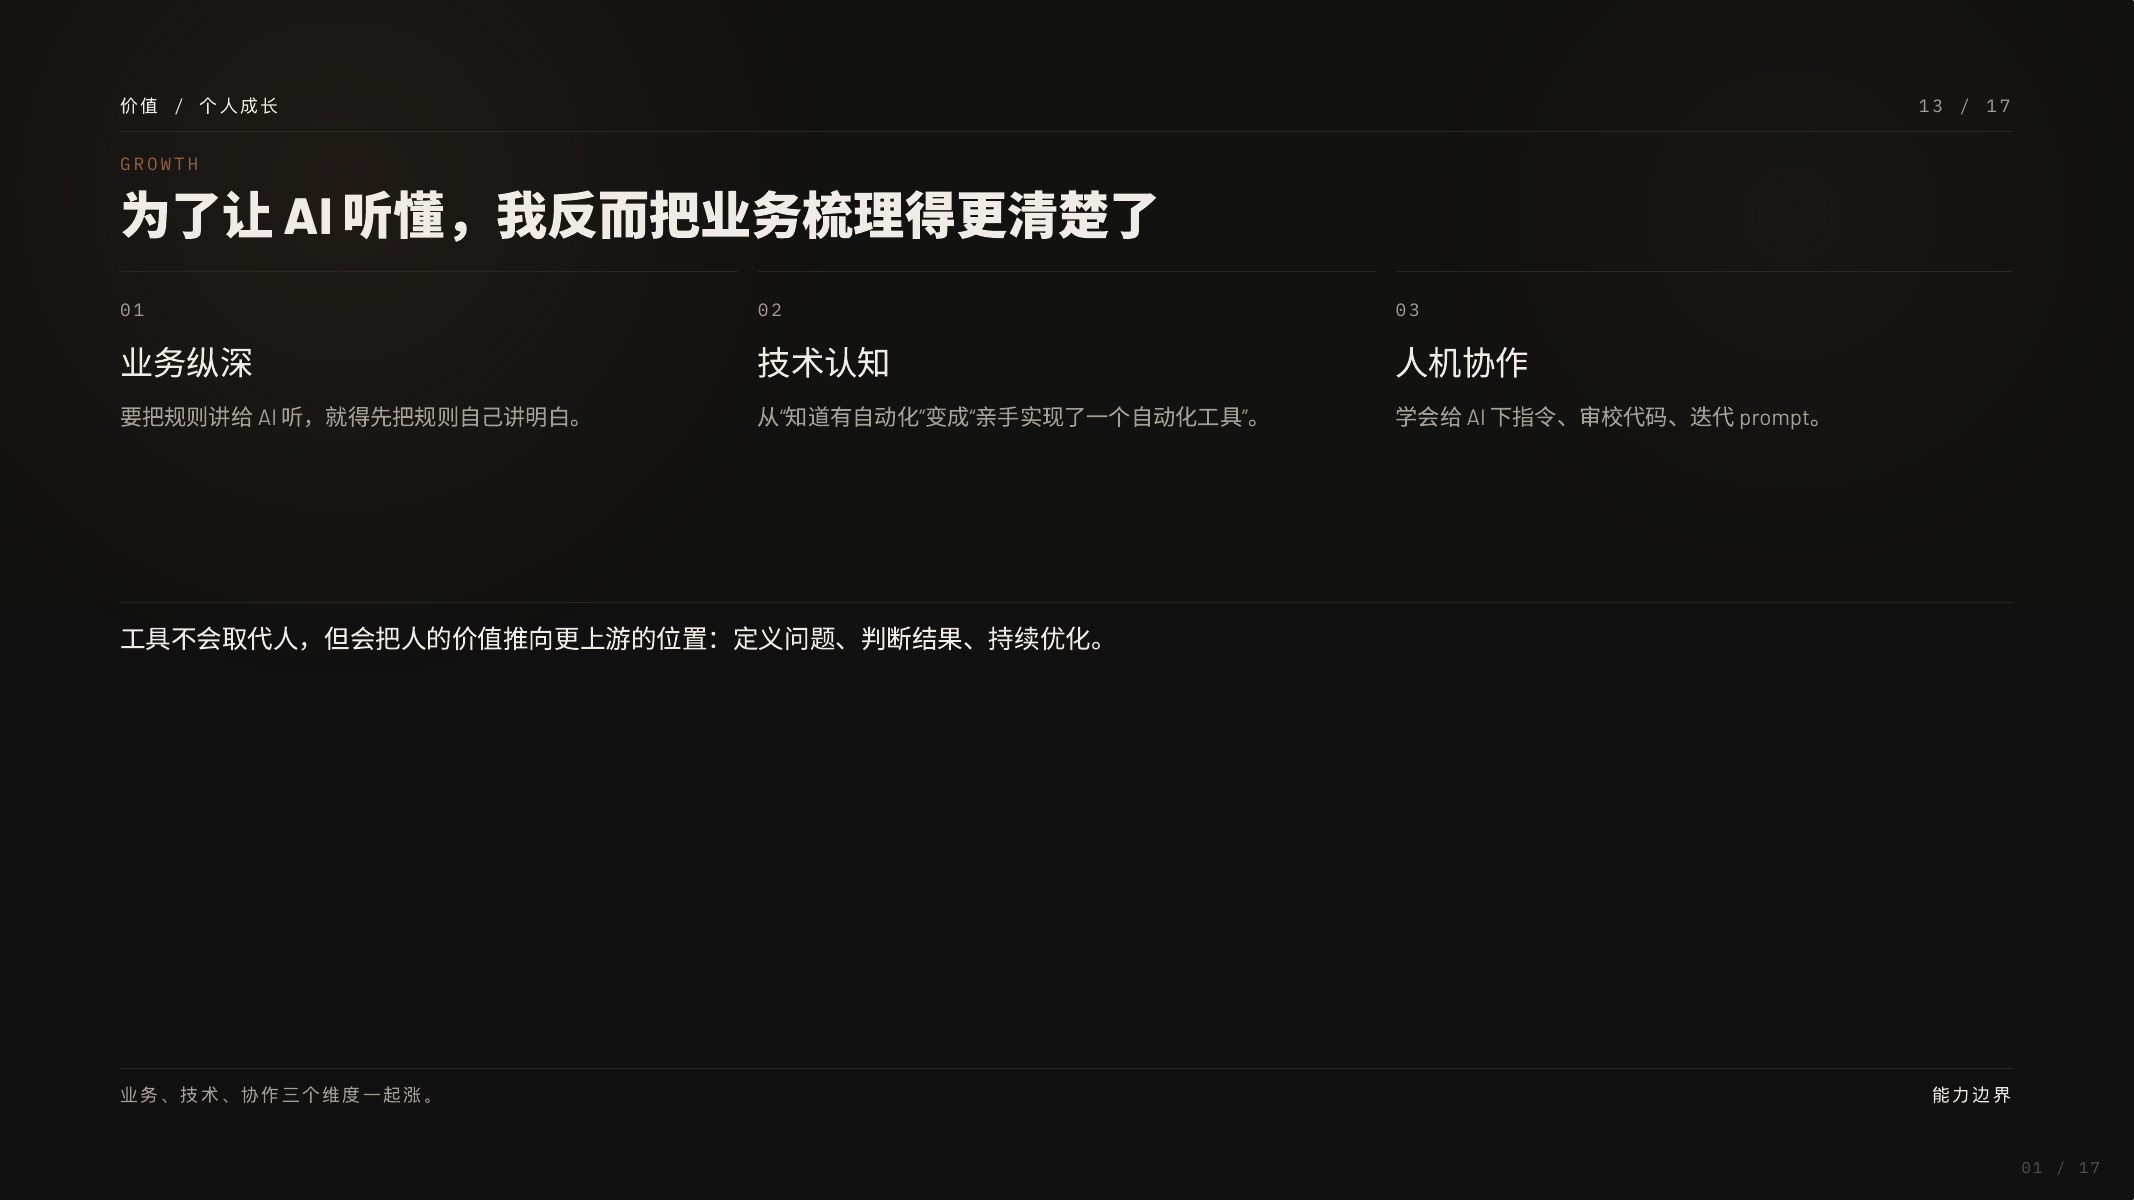 价值 / 个人成长
13 / 17
GROWTH
为了让 AI 听懂，我反而把业务梳理得更清楚了
01
业务纵深
要把规则讲给 AI 听，就得先把规则自己讲明白。
02
技术认知
从“知道有自动化”变成“亲手实现了一个自动化工具”。
03
人机协作
学会给 AI 下指令、审校代码、迭代 prompt。
工具不会取代人，但会把人的价值推向更上游的位置：定义问题、判断结果、持续优化。
业务、技术、协作三个维度一起涨。
能力边界
01 / 17